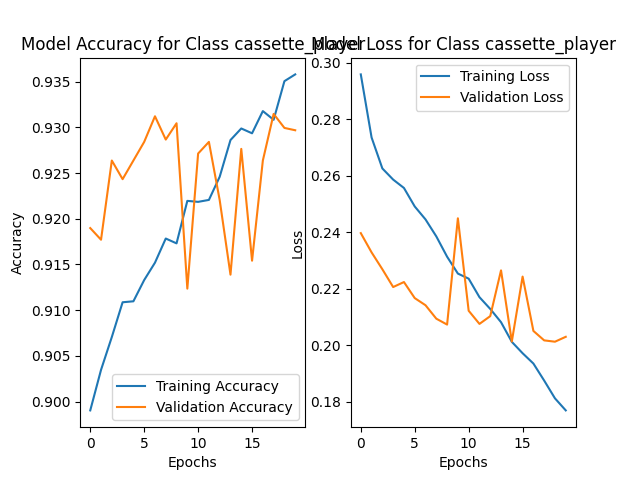 Model Accuracy for Class cassette_player
Model Loss for Class cassette_player
Accuracy
0.935
0.930
0.925
0.920
0.915
0.910
0.905
0.900
Training Accuracy
Validation Accuracy
0
5
10
15
Epochs
Loss
0.30
0.28
0.26
0.24
0.22
0.20
0.18
Training Loss
Validation Loss
0
5
10
15
Epochs